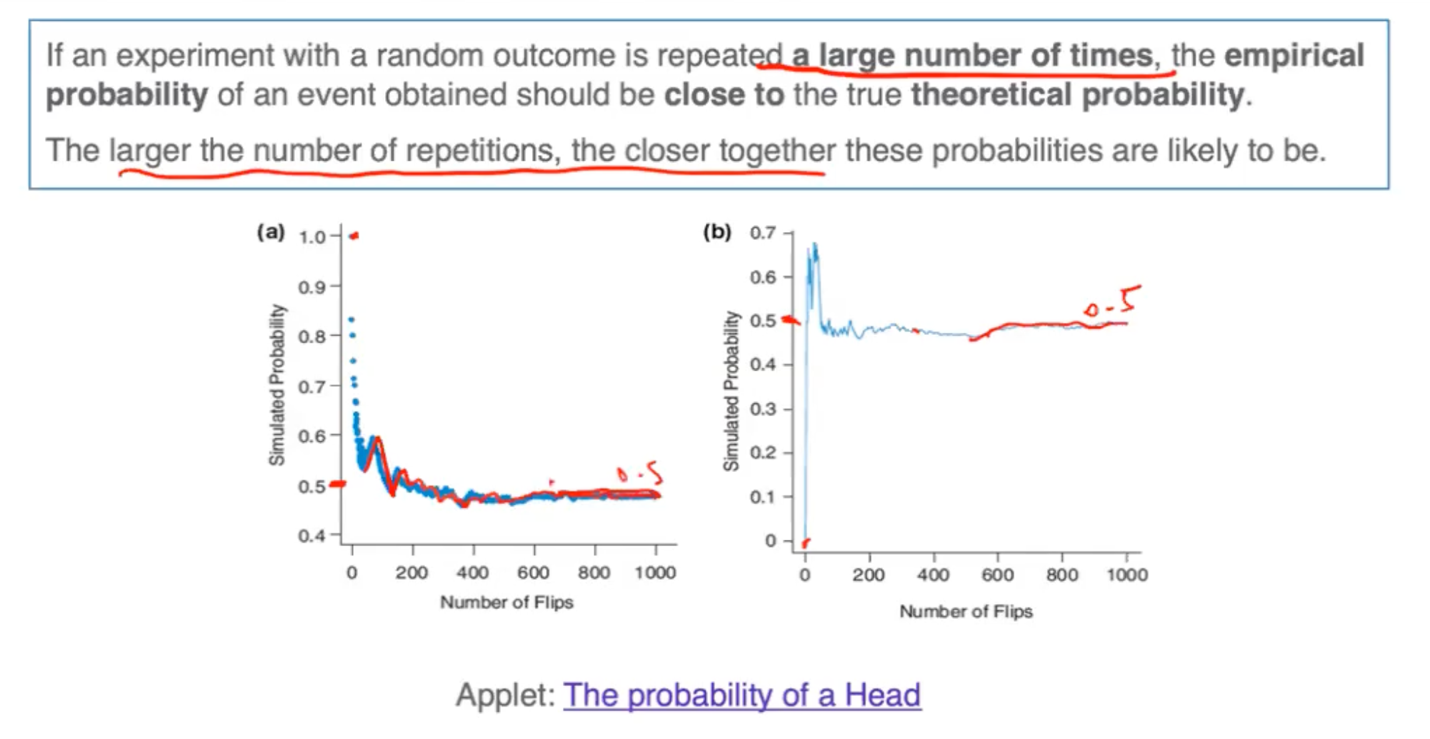 If an experiment with a random outcome is repeated a large number of times, the empirical
probability of an event obtained should be close to the true theoretical probability.
The larger the number of repetitions, the closer together these probabilities are likely to be.
(a)
1.0
0.9
0.8
0.7
0.6
0.5
0.4
Simulated Probability
0.5
0 200 400 600 800 1000
Number of Flips
(b)
0.7
0.6
0.5
0.4
0.3
0.2
0.1
0
Simulated Probability
0.5
0 200 400 600 800 1000
Number of Flips
Applet: The probability of a Head